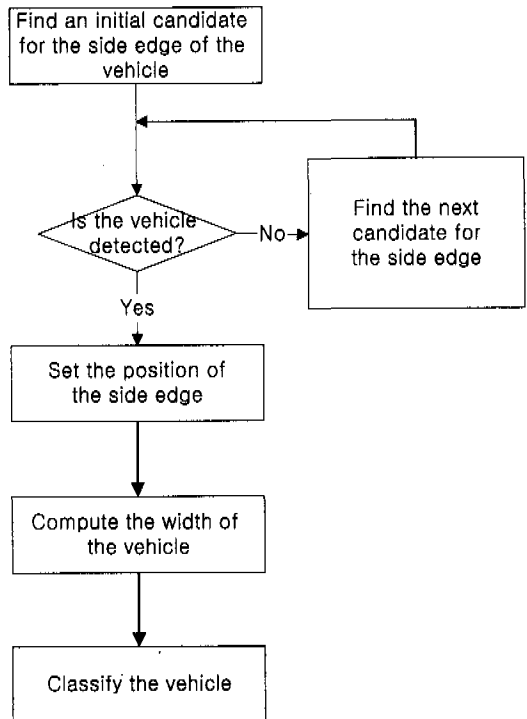 Find an initial candidate
for the side edge of the
vehicle
Is the vehicle
detected?
No
Find the next
candidate for
the side edge
Yes
Set the position of
the side edge
Compute the width of
the vehicle
Classify the vehicle